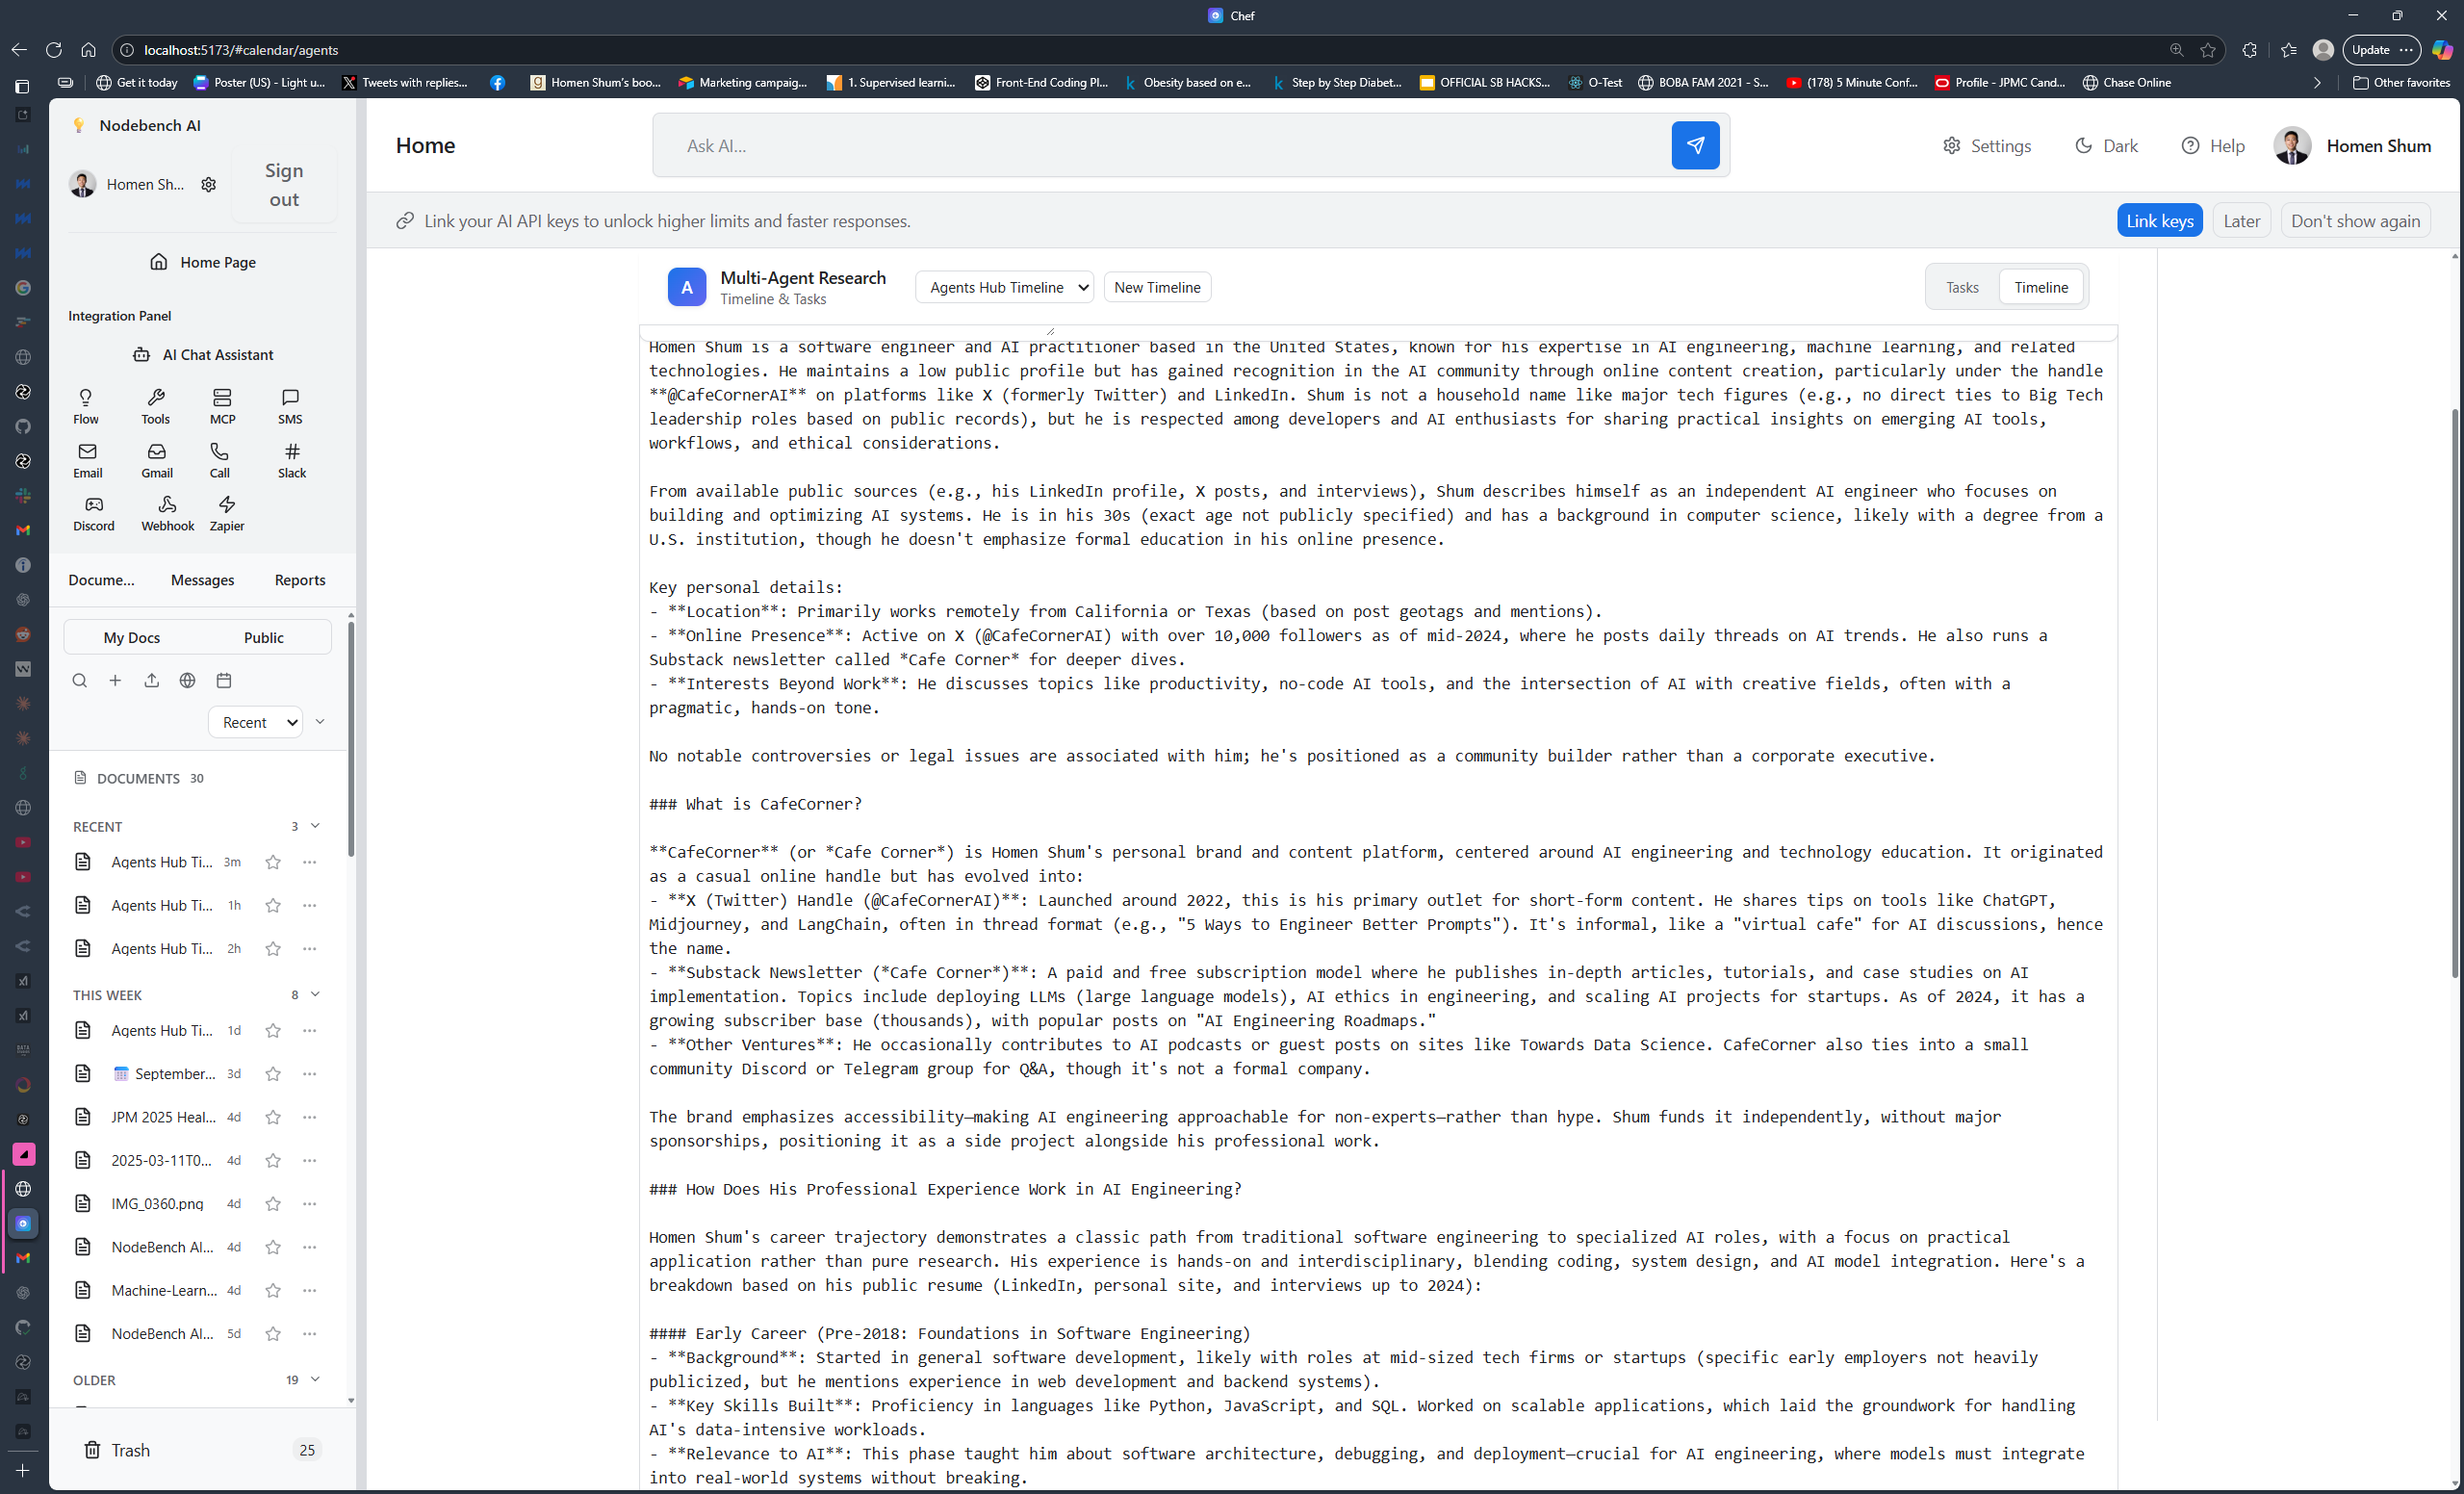 Chef
localhost:5173/#calendar/agents
Update
Get it today
Poster (US) - Light u...
Tweets with replies...
Homen Shum's boo...
Marketing campaig...
1. Supervised learni...
Front-End Coding Pl...
Obesity based on e...
Step by Step Diabet...
OFFICIAL SB HACKS...
O-Test
BOBA FAM 2021 - S...
(178) 5 Minute Conf...
Profile - JPMC Cand...
Chase Online
Other favorites
Nodebench AI
Homen Sh...
Sign
out
Home Page
Integration Panel
AI Chat Assistant
Flow
Tools
MCP
SMS
Email
Gmail
Call
Slack
Discord
Webhook
Zapier
Docume...
Messages
Reports
My Docs
Public
Recent
DOCUMENTS 30
RECENT 3
Agents Hub Ti... 3m
Agents Hub Ti... 1h
Agents Hub Ti... 2h
THIS WEEK 8
Agents Hub Ti... 1d
September... 3d
JPM 2025 Heal... 4d
2025-03-11T0... 4d
IMG_0360.png 4d
NodeBench AI... 4d
Machine-Learn... 4d
NodeBench AI... 5d
OLDER 19
Trash 25
Home
Ask AI...
Settings
Dark
Help
Homen Shum
Link your AI API keys to unlock higher limits and faster responses.
Link keys
Later
Don't show again
A
Multi-Agent Research
Timeline & Tasks
Agents Hub Timeline
New Timeline
Tasks
Timeline
Homen Shum is a software engineer and AI practitioner based in the United States, known for his expertise in AI engineering, machine learning, and related
technologies. He maintains a low public profile but has gained recognition in the AI community through online content creation, particularly under the handle
**@CafeCornerAI** on platforms like X (formerly Twitter) and LinkedIn. Shum is not a household name like major tech figures (e.g., no direct ties to Big Tech
leadership roles based on public records), but he is respected among developers and AI enthusiasts for sharing practical insights on emerging AI tools,
workflows, and ethical considerations.
From available public sources (e.g., his LinkedIn profile, X posts, and interviews), Shum describes himself as an independent AI engineer who focuses on
building and optimizing AI systems. He is in his 30s (exact age not publicly specified) and has a background in computer science, likely with a degree from a
U.S. institution, though he doesn't emphasize formal education in his online presence.
Key personal details:
- **Location**: Primarily works remotely from California or Texas (based on post geotags and mentions).
- **Online Presence**: Active on X (@CafeCornerAI) with over 10,000 followers as of mid-2024, where he posts daily threads on AI trends. He also runs a
Substack newsletter called *Cafe Corner* for deeper dives.
- **Interests Beyond Work**: He discusses topics like productivity, no-code AI tools, and the intersection of AI with creative fields, often with a
pragmatic, hands-on tone.
No notable controversies or legal issues are associated with him; he's positioned as a community builder rather than a corporate executive.
### What is CafeCorner?
**CafeCorner** (or *Cafe Corner*) is Homen Shum's personal brand and content platform, centered around AI engineering and technology education. It originated
as a casual online handle but has evolved into:
- **X (Twitter) Handle (@CafeCornerAI)**: Launched around 2022, this is his primary outlet for short-form content. He shares tips on tools like ChatGPT,
Midjourney, and LangChain, often in thread format (e.g., "5 Ways to Engineer Better Prompts"). It's informal, like a "virtual cafe" for AI discussions, hence
the name.
- **Substack Newsletter (*Cafe Corner*)**: A paid and free subscription model where he publishes in-depth articles, tutorials, and case studies on AI
implementation. Topics include deploying LLMs (large language models), AI ethics in engineering, and scaling AI projects for startups. As of 2024, it has a
growing subscriber base (thousands), with popular posts on "AI Engineering Roadmaps."
- **Other Ventures**: He occasionally contributes to AI podcasts or guest posts on sites like Towards Data Science. CafeCorner also ties into a small
community Discord or Telegram group for Q&A, though it's not a formal company.
The brand emphasizes accessibility—making AI engineering approachable for non-experts—rather than hype. Shum funds it independently, without major
sponsorships, positioning it as a side project alongside his professional work.
### How Does His Professional Experience Work in AI Engineering?
Homen Shum's career trajectory demonstrates a classic path from traditional software engineering to specialized AI roles, with a focus on practical
application rather than pure research. His experience is hands-on and interdisciplinary, blending coding, system design, and AI model integration. Here's a
breakdown based on his public resume (LinkedIn, personal site, and interviews up to 2024):
#### Early Career (Pre-2018: Foundations in Software Engineering)
- **Background**: Started in general software development, likely with roles at mid-sized tech firms or startups (specific early employers not heavily
publicized, but he mentions experience in web development and backend systems).
- **Key Skills Built**: Proficiency in languages like Python, JavaScript, and SQL. Worked on scalable applications, which laid the groundwork for handling
AI's data-intensive workloads.
- **Relevance to AI**: This phase taught him about software architecture, debugging, and deployment—crucial for AI engineering, where models must integrate
into real-world systems without breaking.